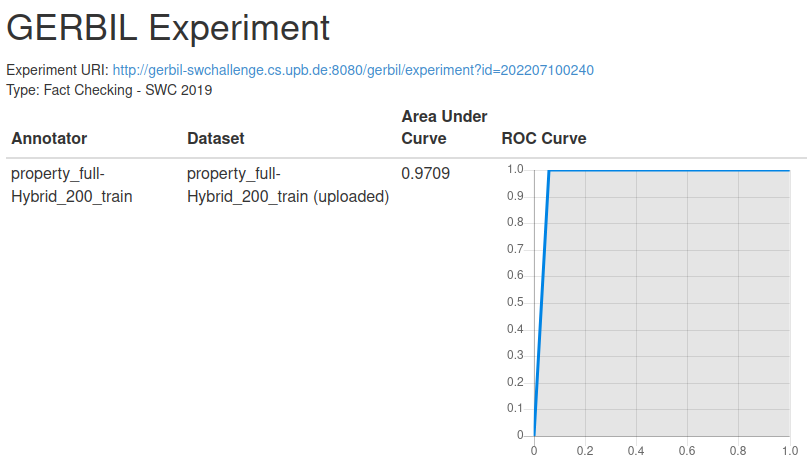 GERBIL Experiment
Experiment URI: http://gerbil-swchallenge.cs.upb.de:8080/gerbil/experiment?id=202207100240
Type: Fact Checking - SWC 2019
Annotator Dataset Area Under Curve ROC Curve
property_full-Hybrid_200_train property_full-Hybrid_200_train (uploaded) 0.9709
1.0
0.9
0.8
0.7
0.6
0.5
0.4
0.3
0.2
0.1
0
0 0.2 0.4 0.6 0.8 1.0